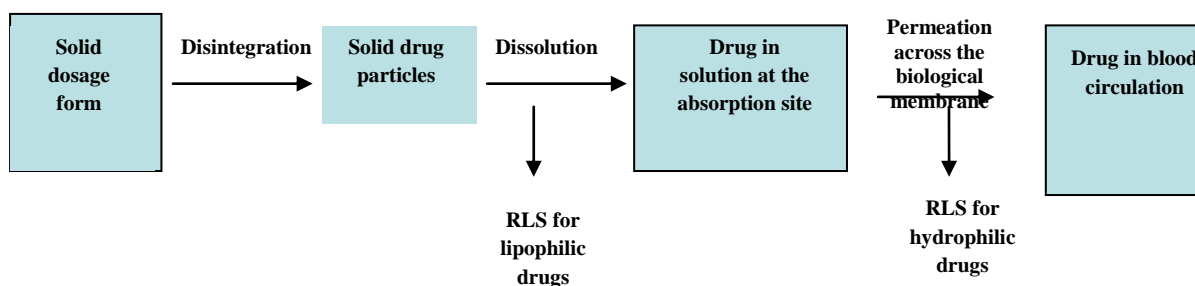 Solid
dosage
form
Disintegration
Solid drug
particles
Dissolution
RLS for
lipophilic
drugs
Drug in
solution at the
absorption site
Permeation
across the
biological
membrane
RLS for
hydrophilic
drugs
Drug in blood
circulation